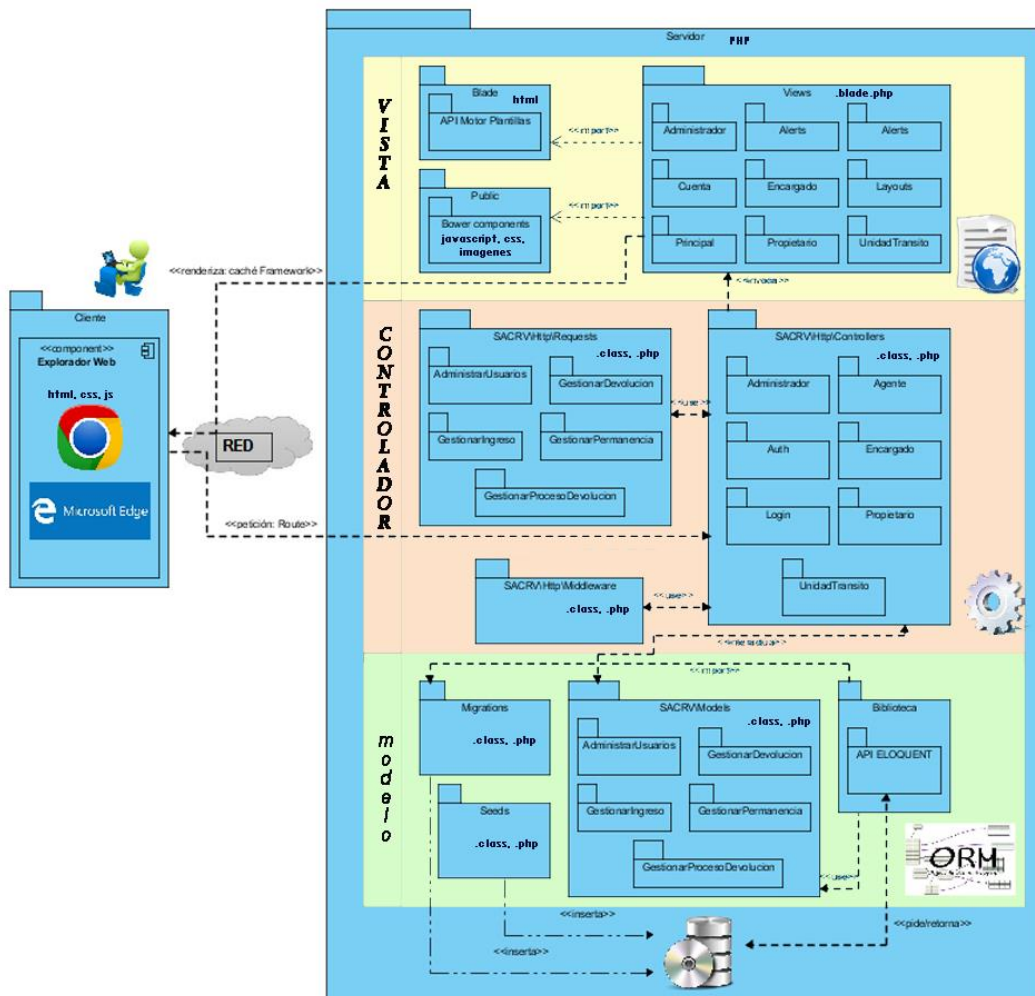 Servidor PHP
VISTA
Blade
html
API Motor Plantillas
Public
Bower components
javascript, css,
imagenes
<<import>>
<<import>>
Views .blade.php
Administrador
Alerts
Alerts
Cuenta
Encargado
Layouts
Principal
Propietario
UnidadTransito
<<renderiza: caché Framework>>
Cliente
<<component>>
Explorador Web
html, css, js
Microsoft Edge
RED
<<petición: Route>>
CONTROLADOR
SACRV\Http\Requests
.class, .php
AdministrarUsuarios
GestionarDevolucion
GestionarIngreso
GestionarPermanencia
GestionarProcesoDevolucion
<<use>>
SACRV\Http\Controllers
.class, .php
Administrador
Agente
Auth
Encargado
Login
Propietario
UnidadTransito
SACRV\Http\Middleware
.class, .php
<<use>>
<<import>>
modelo
Migrations
.class, .php
Seeds
.class, .php
SACRV\Models
.class, .php
AdministrarUsuarios
GestionarDevolucion
GestionarIngreso
GestionarPermanencia
GestionarProcesoDevolucion
Biblioteca
API ELOQUENT
<<use>>
ORM
<<inserta>>
<<inserta>>
<<pide/retorna>>